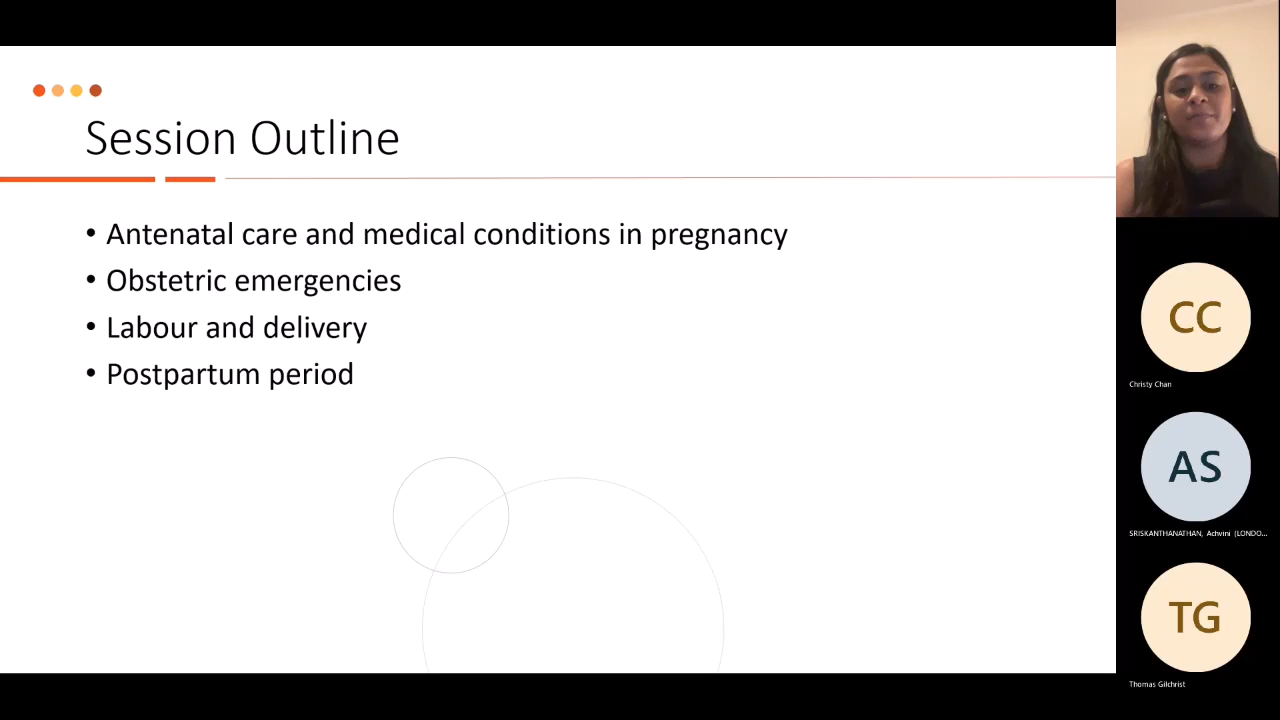 Session Outline
• Antenatal care and medical conditions in pregnancy
• Obstetric emergencies
• Labour and delivery
• Postpartum period
CC
Christy Chan
AS
SRISKANTHANATHAN, Achvini (LONDO...
TG
Thomas Gilchrist